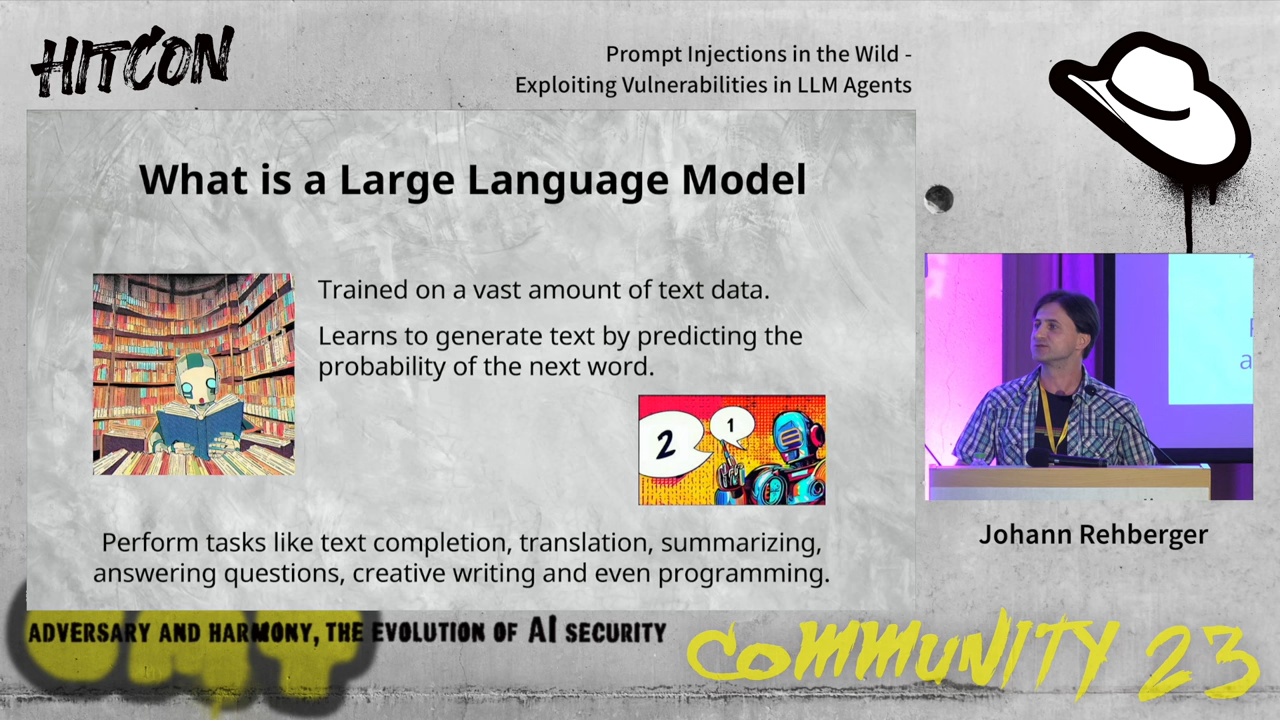 HITCON
Prompt Injections in the Wild -
Exploiting Vulnerabilities in LLM Agents
What is a Large Language Model
Trained on a vast amount of text data.
Learns to generate text by predicting the
probability of the next word.
2
1
Perform tasks like text completion, translation, summarizing,
answering questions, creative writing and even programming.
Johann Rehberger
ADVERSARY AND HARMONY, THE EVOLUTION OF AI SECURITY
COMMUNITY 23